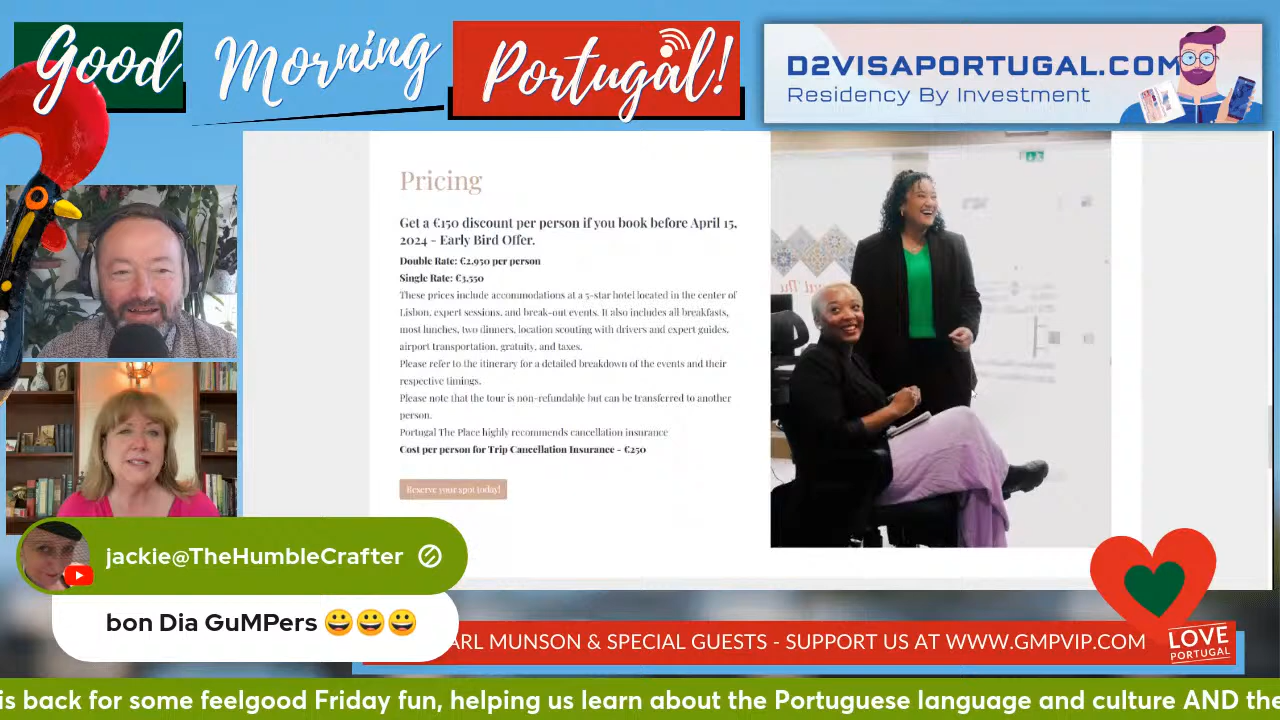 Good Morning Portugal!
D2VISAPORTUGAL.COM
Residency By Investment
Pricing
Get a €150 discount per person if you book before April 15,
2024 - Early Bird Offer.
Double Rate: €2,950 per person
Single Rate: €3,550
These prices include accommodations at a 5-star hotel located in the center of
Lisbon, expert sessions, and break-out events. It also includes all breakfasts,
most lunches, two dinners, location scouting with drivers and expert guides,
airport transportation, gratuity, and taxes.
Please refer to the itinerary for a detailed breakdown of the events and their
respective timings.
Please note that the tour is non-refundable but can be transferred to another
person.
Portugal The Place highly recommends cancellation insurance
Cost per person for Trip Cancellation Insurance - €250
Reserve your spot today!
jackie@TheHumbleCrafter
bon Dia GuMPers 😀😀😀
ARL MUNSON & SPECIAL GUESTS - SUPPORT US AT WWW.GMPVIP.COM
LOVE
PORTUGAL
is back for some feelgood Friday fun, helping us learn about the Portuguese language and culture AND the